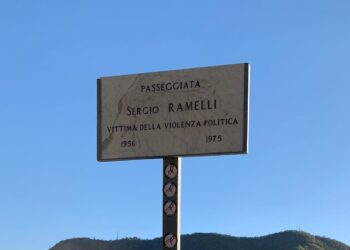 PASSEGGIATA
SERGIO RAMELLI
VITTIMA DELLA VIOLENZA POLITICA
1956 1975